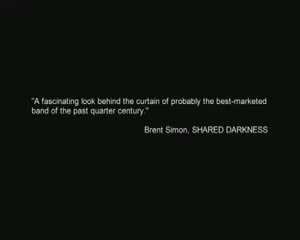 "A fascinating look behind the curtain of probably the best-marketed
band of the past quarter century."
Brent Simon, SHARED DARKNESS